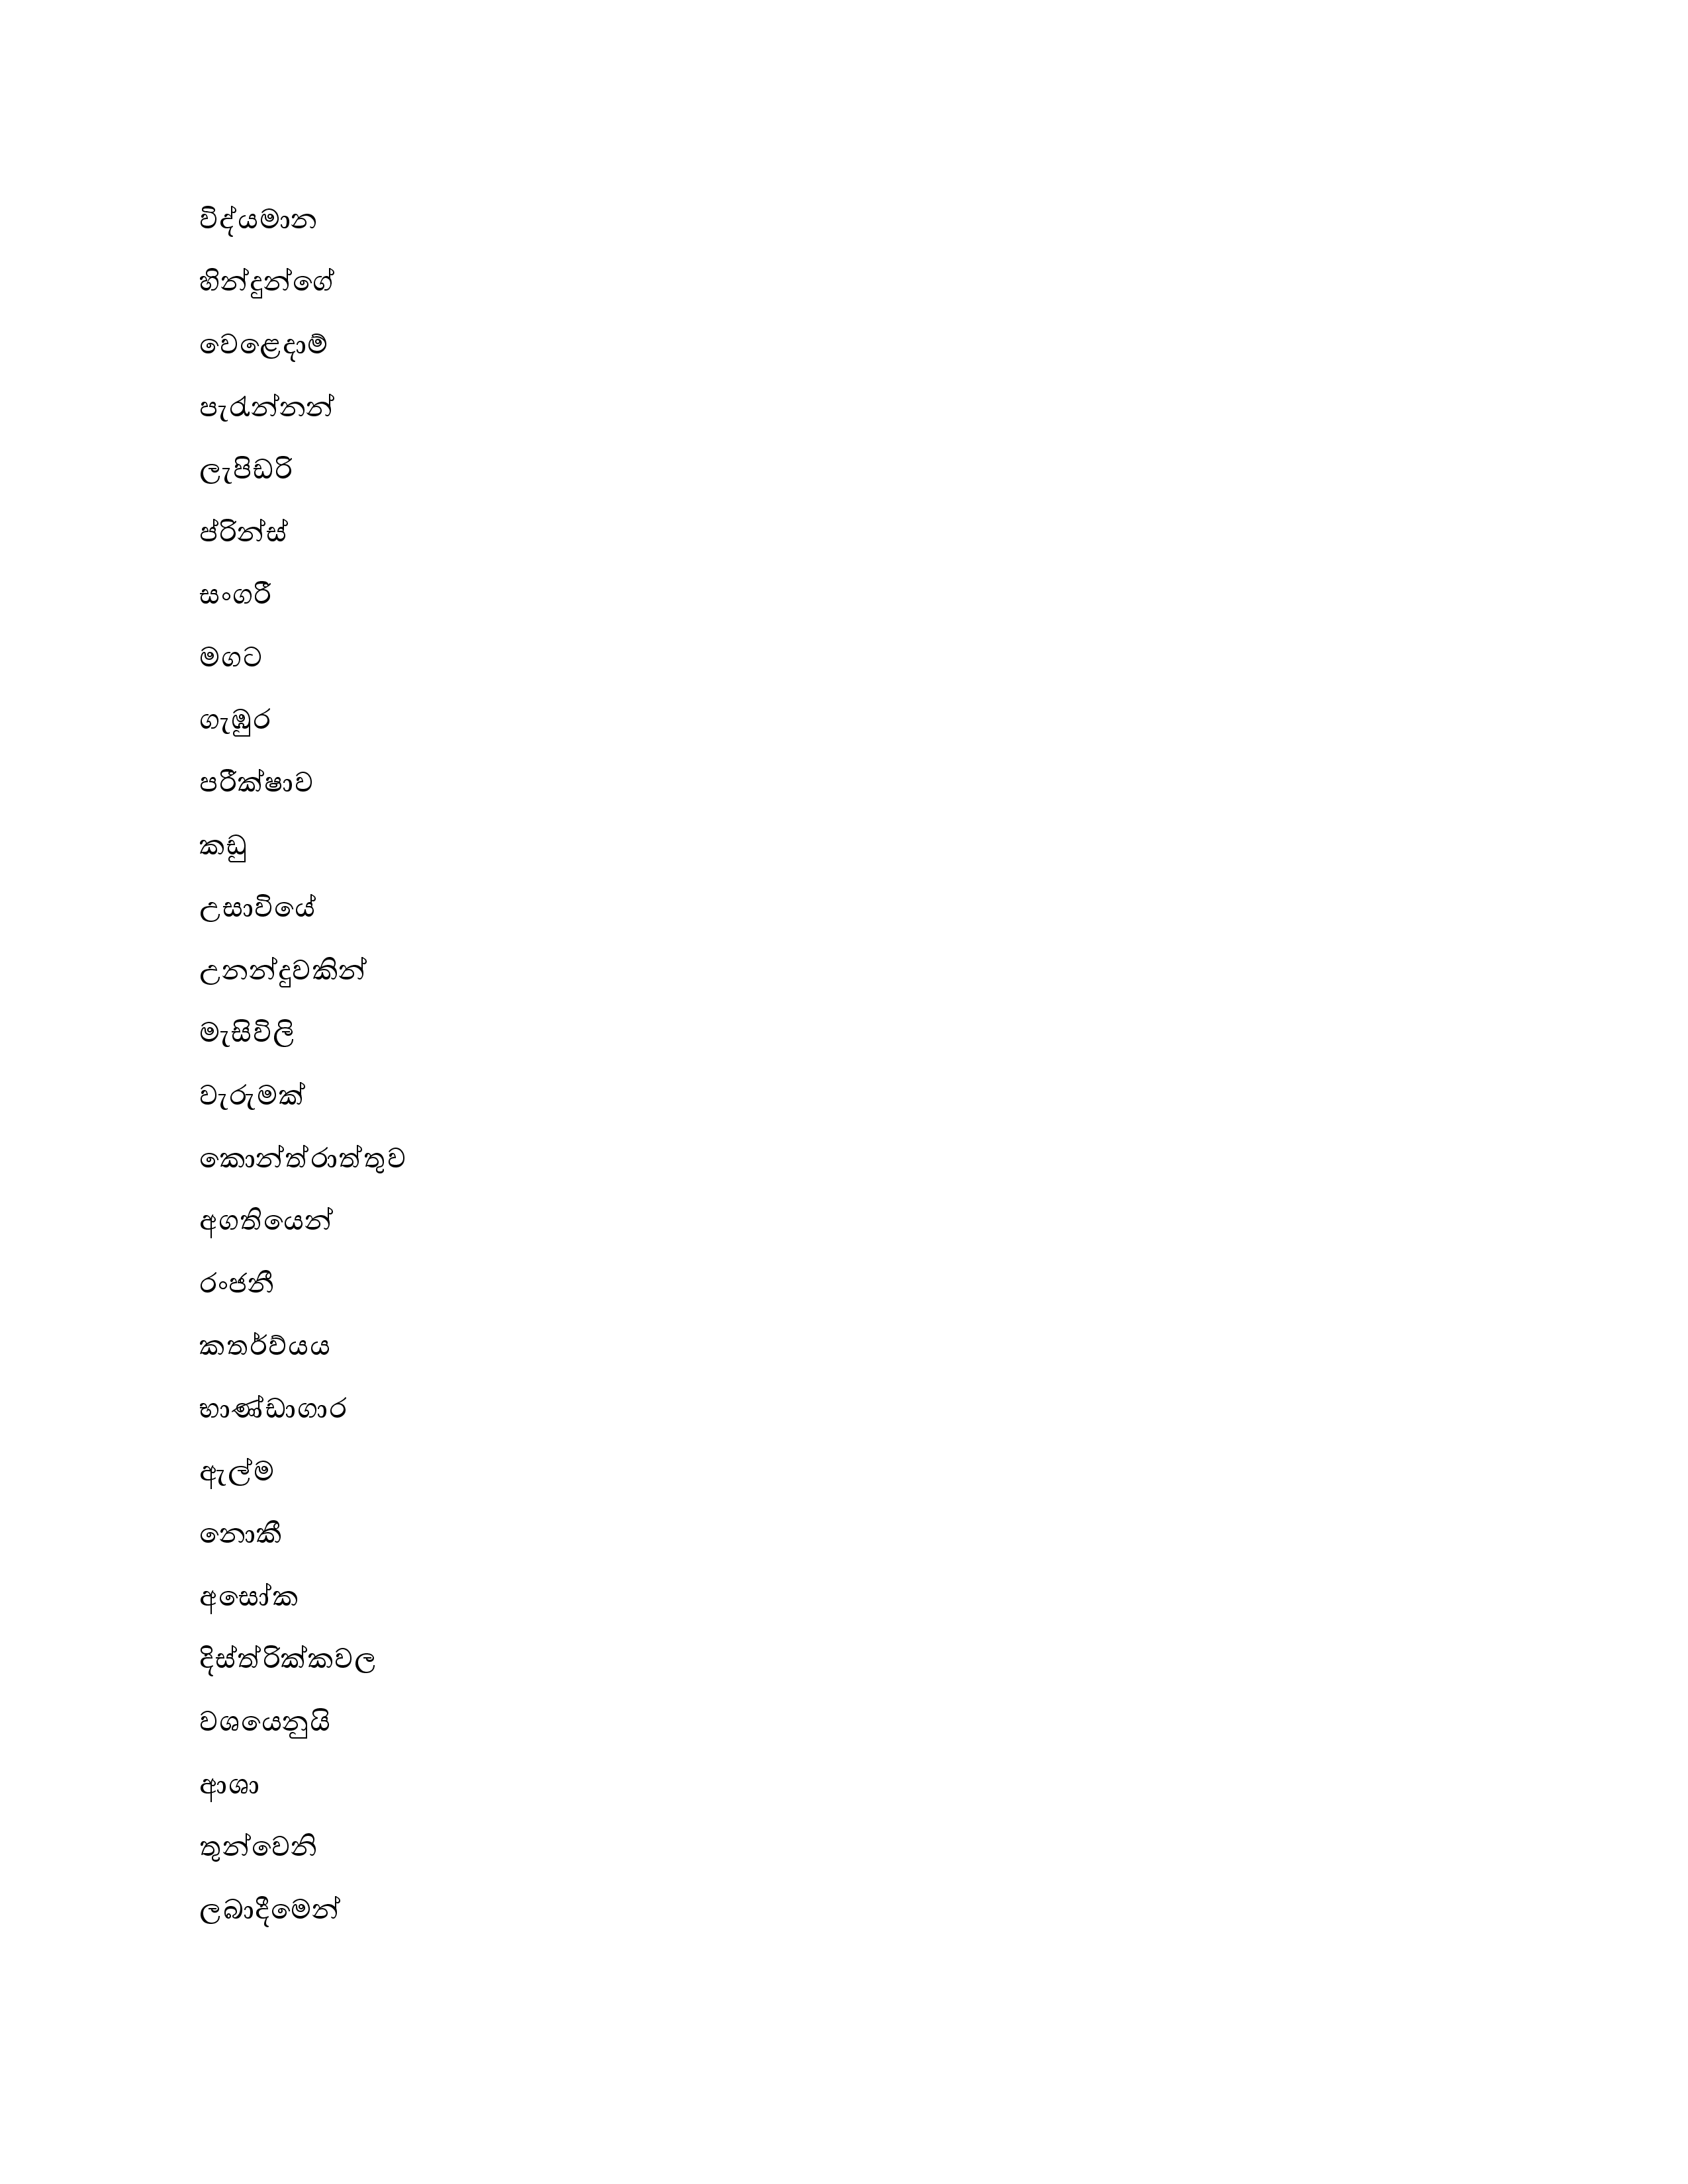 විද්යමාන
හින්දුන්ගේ
වෙළෙදාම්
පැරැන්නන්
ලැපිඩරි
ප්රින්ස්
සංගරී
මගට
ගැඹුර
පරීක්ෂාව
කඩු
උසාවියේ
උනන්දුවකින්
මැසිවිලි
වැරුමක්
කොන්ත්රාත්තුව
අගතියෙන්
රංජනී
කතර්ව්යය
භාණ්ඩාගාර
ඇල්ම
නොකී
අසෝක
දිස්ත්රික්කවල
වශයෙනුයි
ආශා
තුන්වෙනි
ලබාදීමෙන්